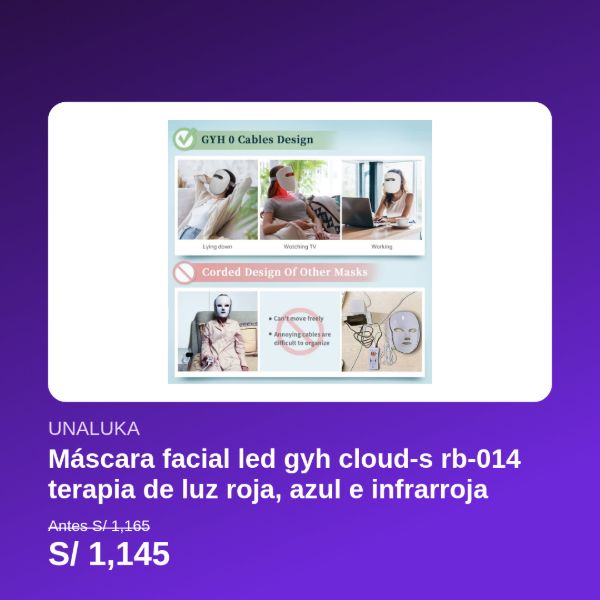 GYH 0 Cables Design
Lying down
Watching TV
Working
Corded Design Of Other Masks
• Can't move freely
• Annoying cables are
difficult to organize
UNALUKA
Máscara facial led gyh cloud-s rb-014
terapia de luz roja, azul e infrarroja
Antes S/ 1,165
S/ 1,145